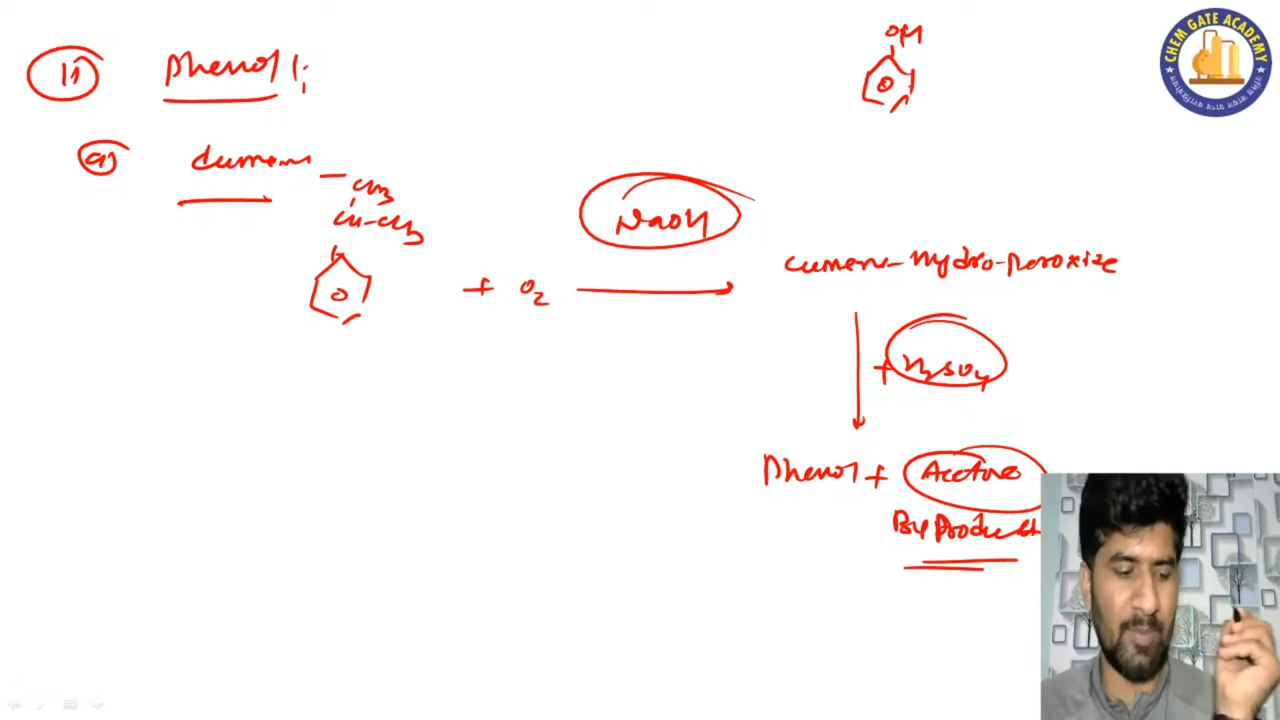 11) Phenol :
OH
a) Cumene
CH3
CH-CH3
+ O2
NaOH
Cumene-Hydro-Peroxide
+ H2SO4
Phenol + Acetone
By Product
CHEM GATE ACADEMY